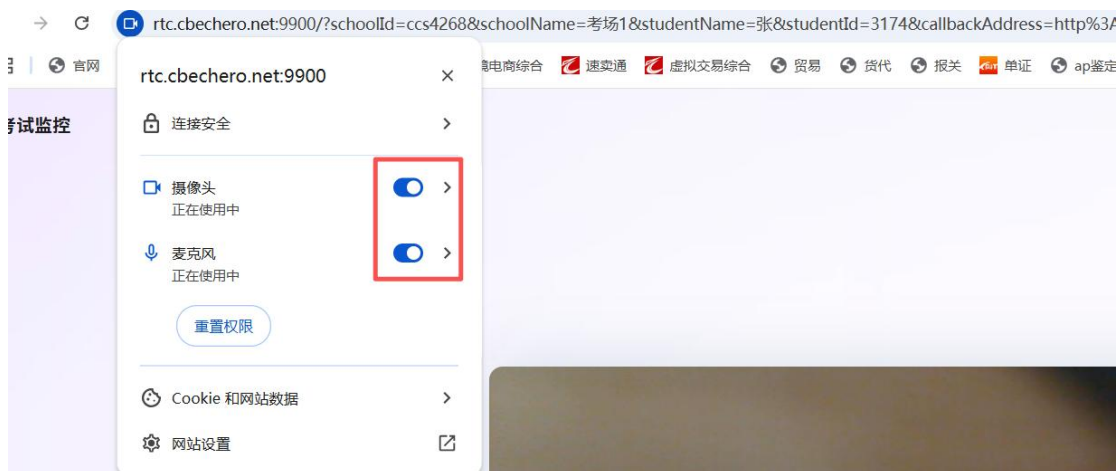 rtc.cbechero.net:9900/?schoolId=ccs4268&schoolName=考场1&studentName=张&studentId=3174&callbackAddress=http%3A
官网 电商综合 速卖通 虚拟交易综合 贸易 货代 报关 单证 ap鉴定
rtc.cbechero.net:9900
考试监控
连接安全
摄像头
正在使用中
麦克风
正在使用中
重置权限
Cookie 和网站数据
网站设置